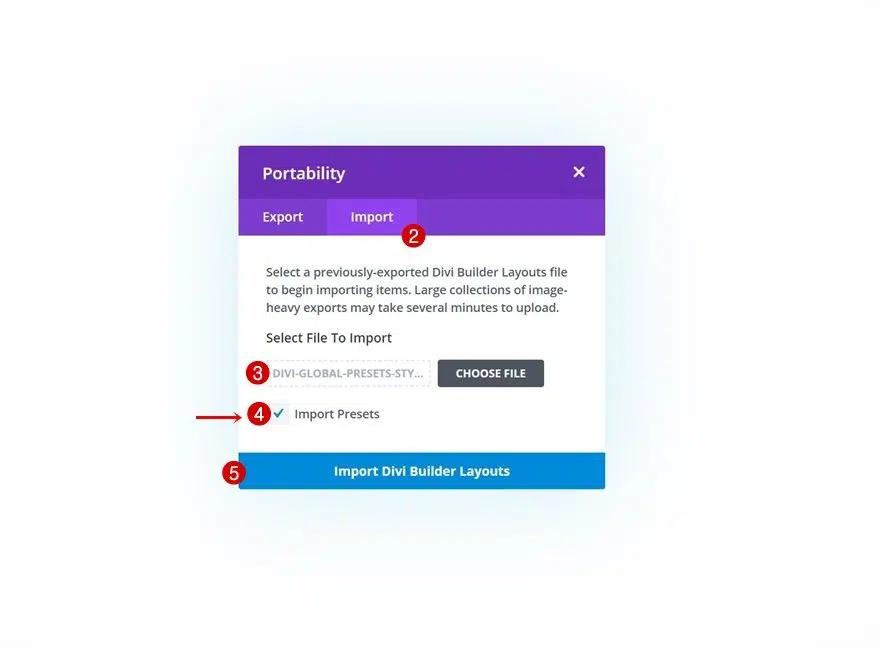 Portability ×
Export Import
2
Select a previously-exported Divi Builder Layouts file
to begin importing items. Large collections of image-
heavy exports may take several minutes to upload.
Select File To Import
3 DIVI-GLOBAL-PRESETS-STY... CHOOSE FILE
4 ✓ Import Presets
5 Import Divi Builder Layouts